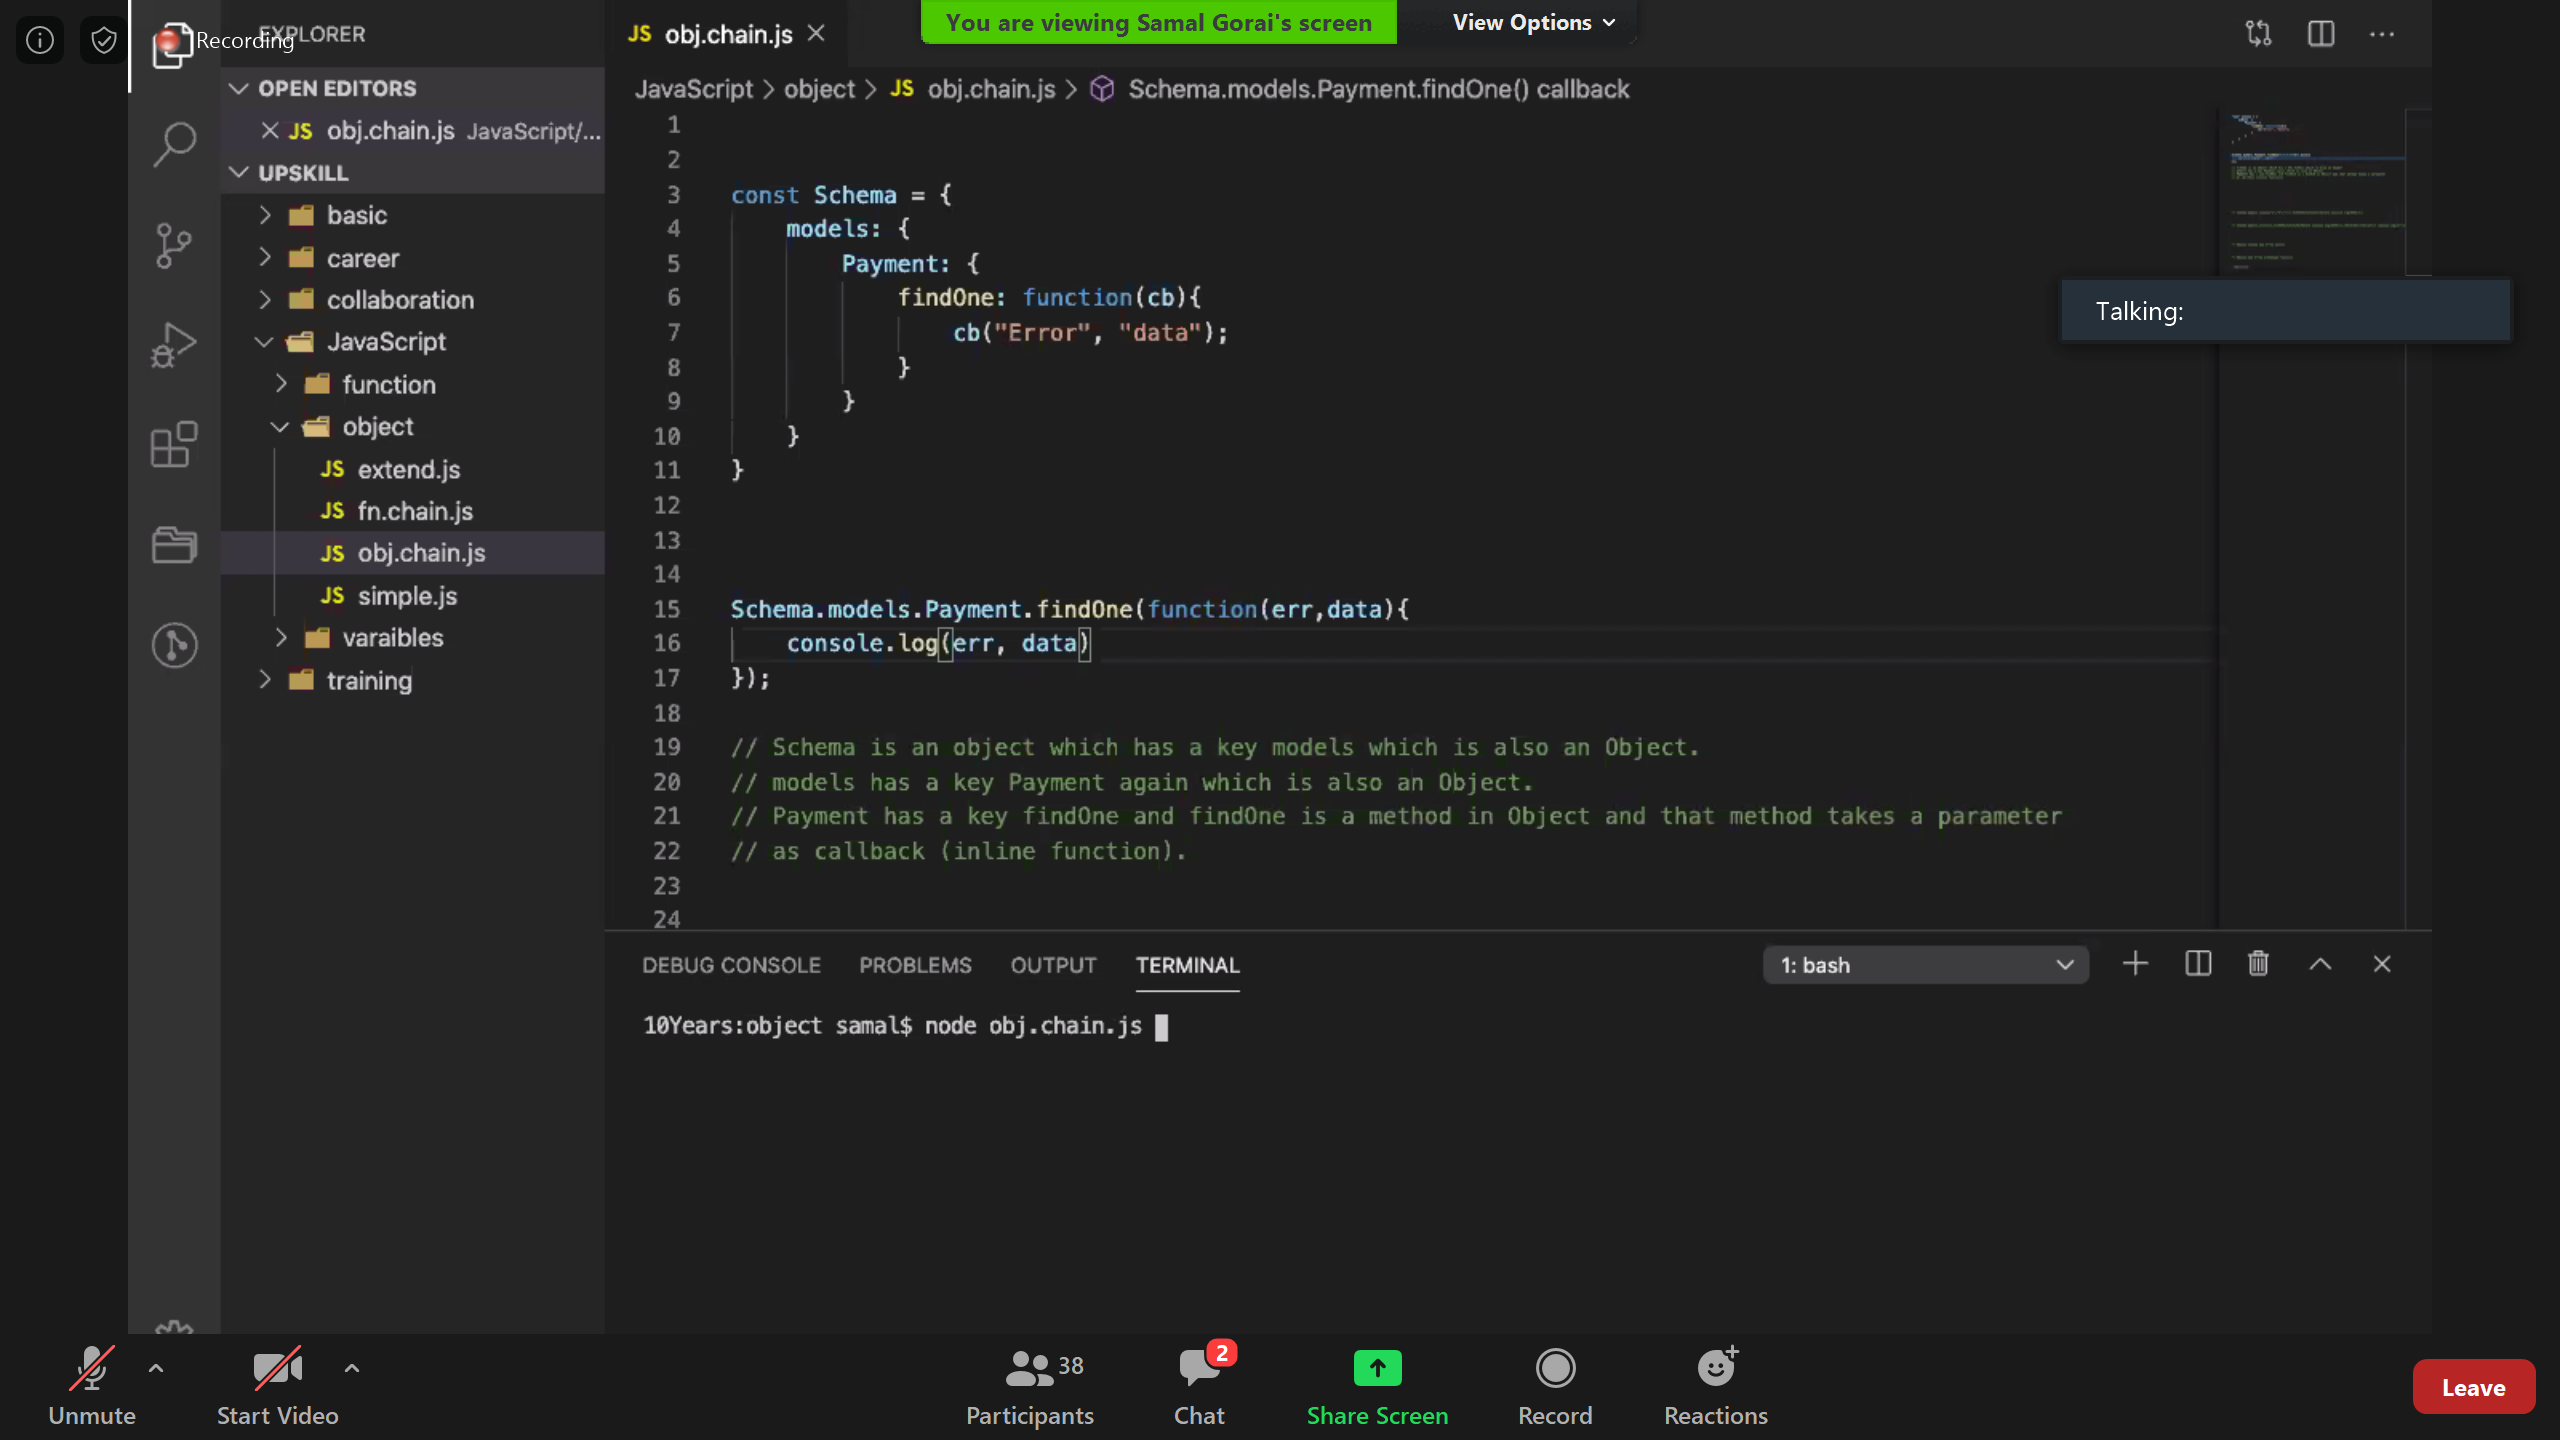 You are viewing Samal Gorai's screen
View Options
Recording
EXPLORER
OPEN EDITORS
JS obj.chain.js JavaScript/...
UPSKILL
basic
career
collaboration
JavaScript
function
object
JS extend.js
JS fn.chain.js
JS obj.chain.js
JS simple.js
varaibles
training
JS obj.chain.js
JavaScript > object > JS obj.chain.js > Schema.models.Payment.findOne() callback
1
2
3 const Schema = {
4 models: {
5 Payment: {
6 findOne: function(cb){
7 cb("Error", "data");
8 }
9 }
10 }
11 }
12
13
14
15 Schema.models.Payment.findOne(function(err,data){
16 console.log(err, data)
17 });
18
19 // Schema is an object which has a key models which is also an Object.
20 // models has a key Payment again which is also an Object.
21 // Payment has a key findOne and findOne is a method in Object and that method takes a parameter
22 // as callback (inline function).
23
24
Talking:
DEBUG CONSOLE PROBLEMS OUTPUT TERMINAL
1: bash
10Years:object samal$ node obj.chain.js
Unmute
Start Video
38
Participants
2
Chat
Share Screen
Record
Reactions
Leave